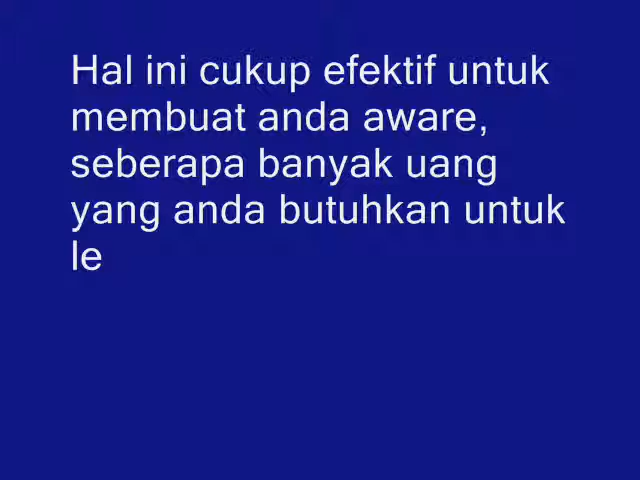 Hal ini cukup efektif untuk
membuat anda aware,
seberapa banyak uang
yang anda butuhkan untuk
le